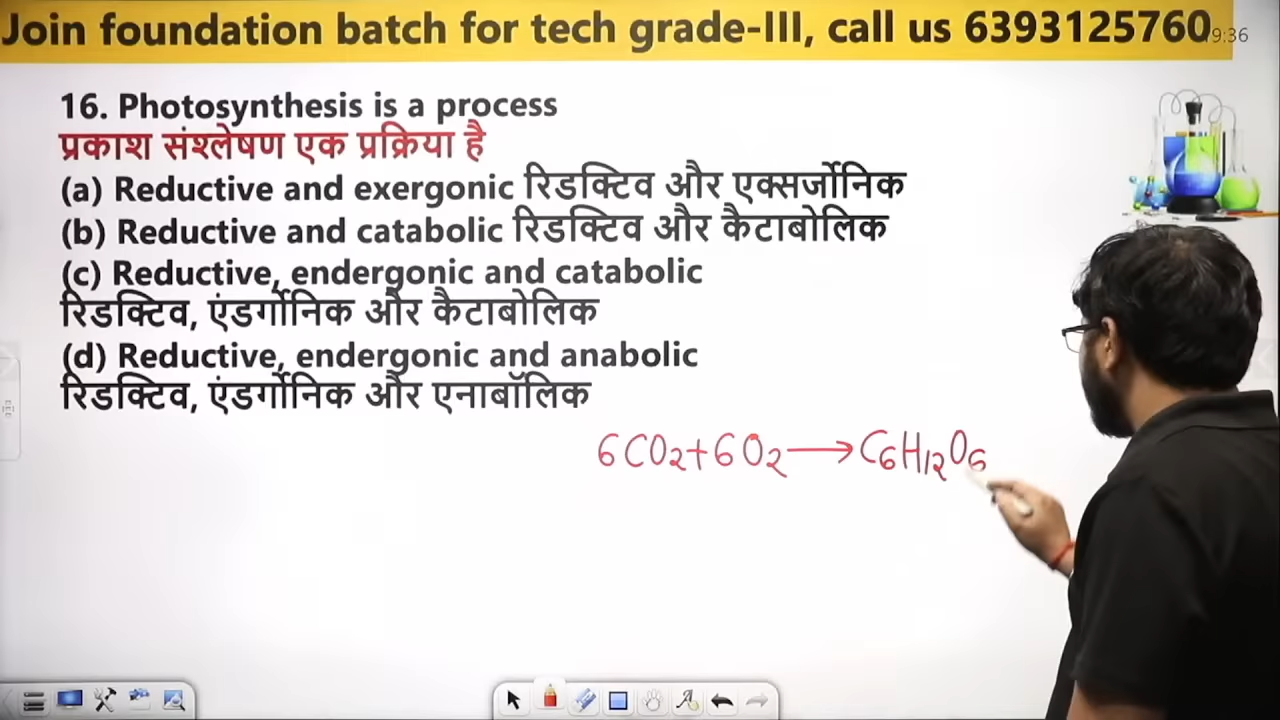 Join foundation batch for tech grade-III, call us 6393125760
9:36
16. Photosynthesis is a process
प्रकाश संश्लेषण एक प्रक्रिया है
(a) Reductive and exergonic रिडक्टिव और एक्सर्जोनिक
(b) Reductive and catabolic रिडक्टिव और कैटाबोलिक
(c) Reductive, endergonic and catabolic
रिडक्टिव, एंडर्गोनिक और कैटाबोलिक
(d) Reductive, endergonic and anabolic
रिडक्टिव, एंडर्गोनिक और एनाबॉलिक
6CO₂+6O₂⟶C₆H₁₂O₆